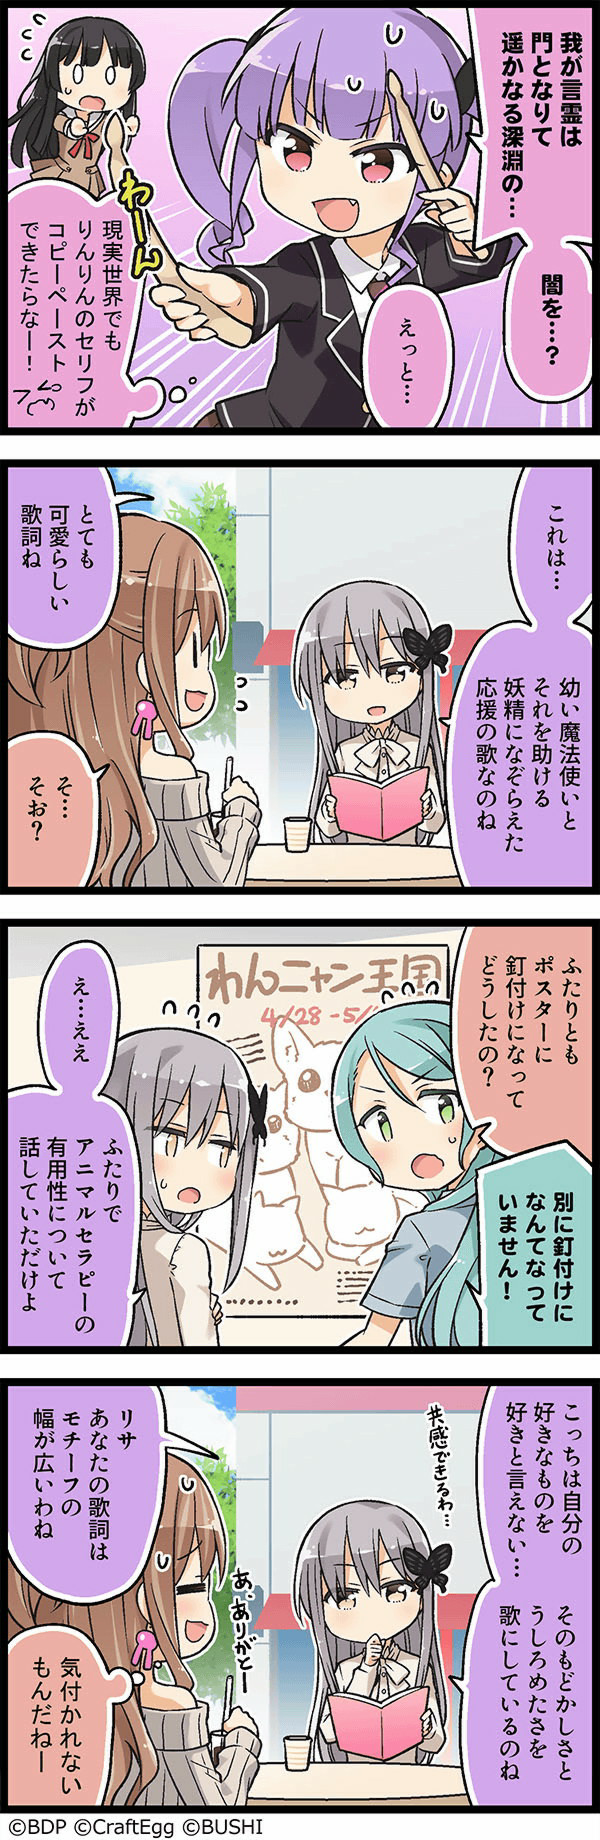 我が言霊は
門となりて
遥かなる深淵の…
闇を…?
えっと…
わーん
現実世界でも
りんりんのセリフが
コピーペースト
できたらなー!
これは…
幼い魔法使いと
それを助ける
妖精になぞらえた
応援の歌なのね
とても
可愛らしい
歌詞ね
そ…
そお?
ふたりとも
ポスターに
釘付けになって
どうしたの?
別に釘付けに
なんてなって
いません!
わんニャン王国
4/28-5/
え…ええ
ふたりで
アニマルセラピーの
有用性について
話していただけよ
こっちは自分の
好きなものを
好きと言えない…
そのもどかしさと
うしろめたさを
歌にしているのね
共感できるわ…
リサ
あなたの歌詞は
モチーフの
幅が広いわね
あ、ありがとー
気付かれない
もんだねー
©BDP ©CraftEgg ©BUSHI